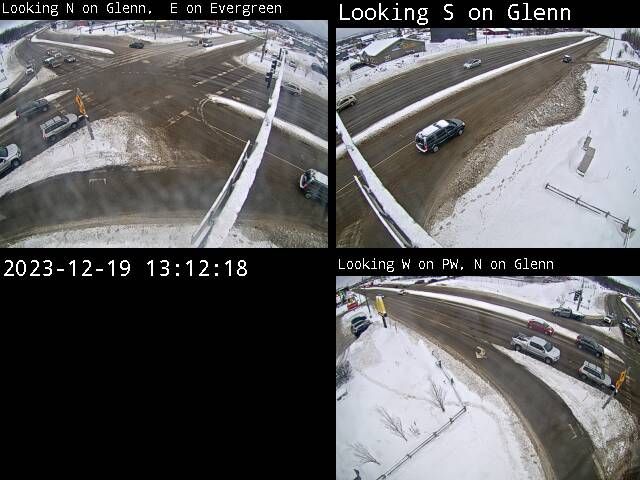 Looking N on Glenn,  E on Evergreen
Looking S on Glenn
2023-12-19 13:12:18
Looking W on PW, N on Glenn